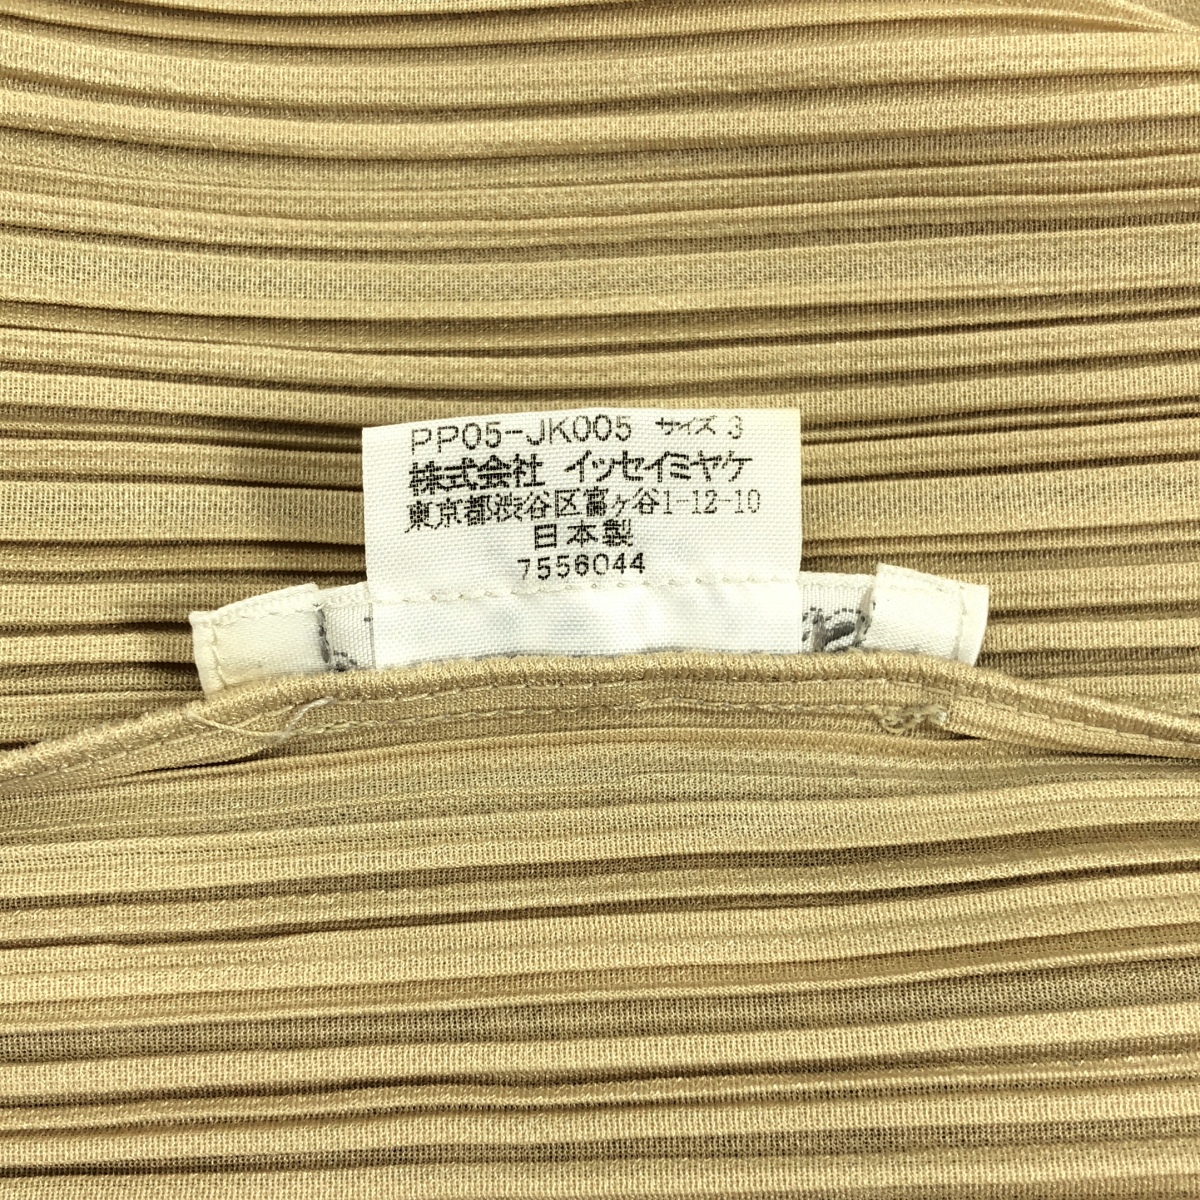 PP05-JK005 サイズ 3
株式会社 イッセイミヤケ
東京都渋谷区富ヶ谷1-12-10
日本製
7556044